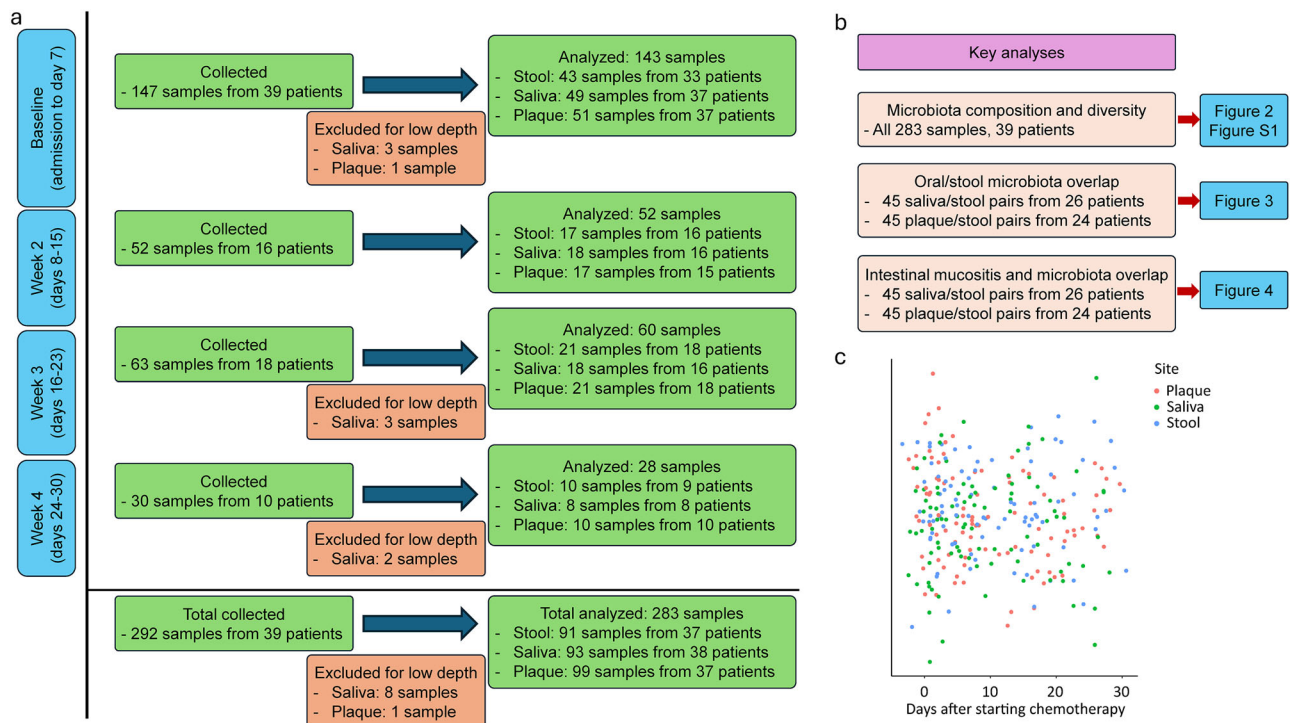 a
Baseline
(admission to day 7)
Collected
- 147 samples from 39 patients
Excluded for low depth
- Saliva: 3 samples
- Plaque: 1 sample
Analyzed: 143 samples
- Stool: 43 samples from 33 patients
- Saliva: 49 samples from 37 patients
- Plaque: 51 samples from 37 patients
Week 2
(days 8-15)
Collected
- 52 samples from 16 patients
Analyzed: 52 samples
- Stool: 17 samples from 16 patients
- Saliva: 18 samples from 16 patients
- Plaque: 17 samples from 15 patients
Week 3
(days 16-23)
Collected
- 63 samples from 18 patients
Excluded for low depth
- Saliva: 3 samples
Analyzed: 60 samples
- Stool: 21 samples from 18 patients
- Saliva: 18 samples from 16 patients
- Plaque: 21 samples from 18 patients
Week 4
(days 24-30)
Collected
- 30 samples from 10 patients
Excluded for low depth
- Saliva: 2 samples
Analyzed: 28 samples
- Stool: 10 samples from 9 patients
- Saliva: 8 samples from 8 patients
- Plaque: 10 samples from 10 patients
Total collected
- 292 samples from 39 patients
Excluded for low depth
- Saliva: 8 samples
- Plaque: 1 sample
Total analyzed: 283 samples
- Stool: 91 samples from 37 patients
- Saliva: 93 samples from 38 patients
- Plaque: 99 samples from 37 patients
b
Key analyses
Microbiota composition and diversity
- All 283 samples, 39 patients
Figure 2
Figure S1
Oral/stool microbiota overlap
- 45 saliva/stool pairs from 26 patients
- 45 plaque/stool pairs from 24 patients
Figure 3
Intestinal mucositis and microbiota overlap
- 45 saliva/stool pairs from 26 patients
- 45 plaque/stool pairs from 24 patients
Figure 4
c
Site
Plaque
Saliva
Stool
0 10 20 30
Days after starting chemotherapy